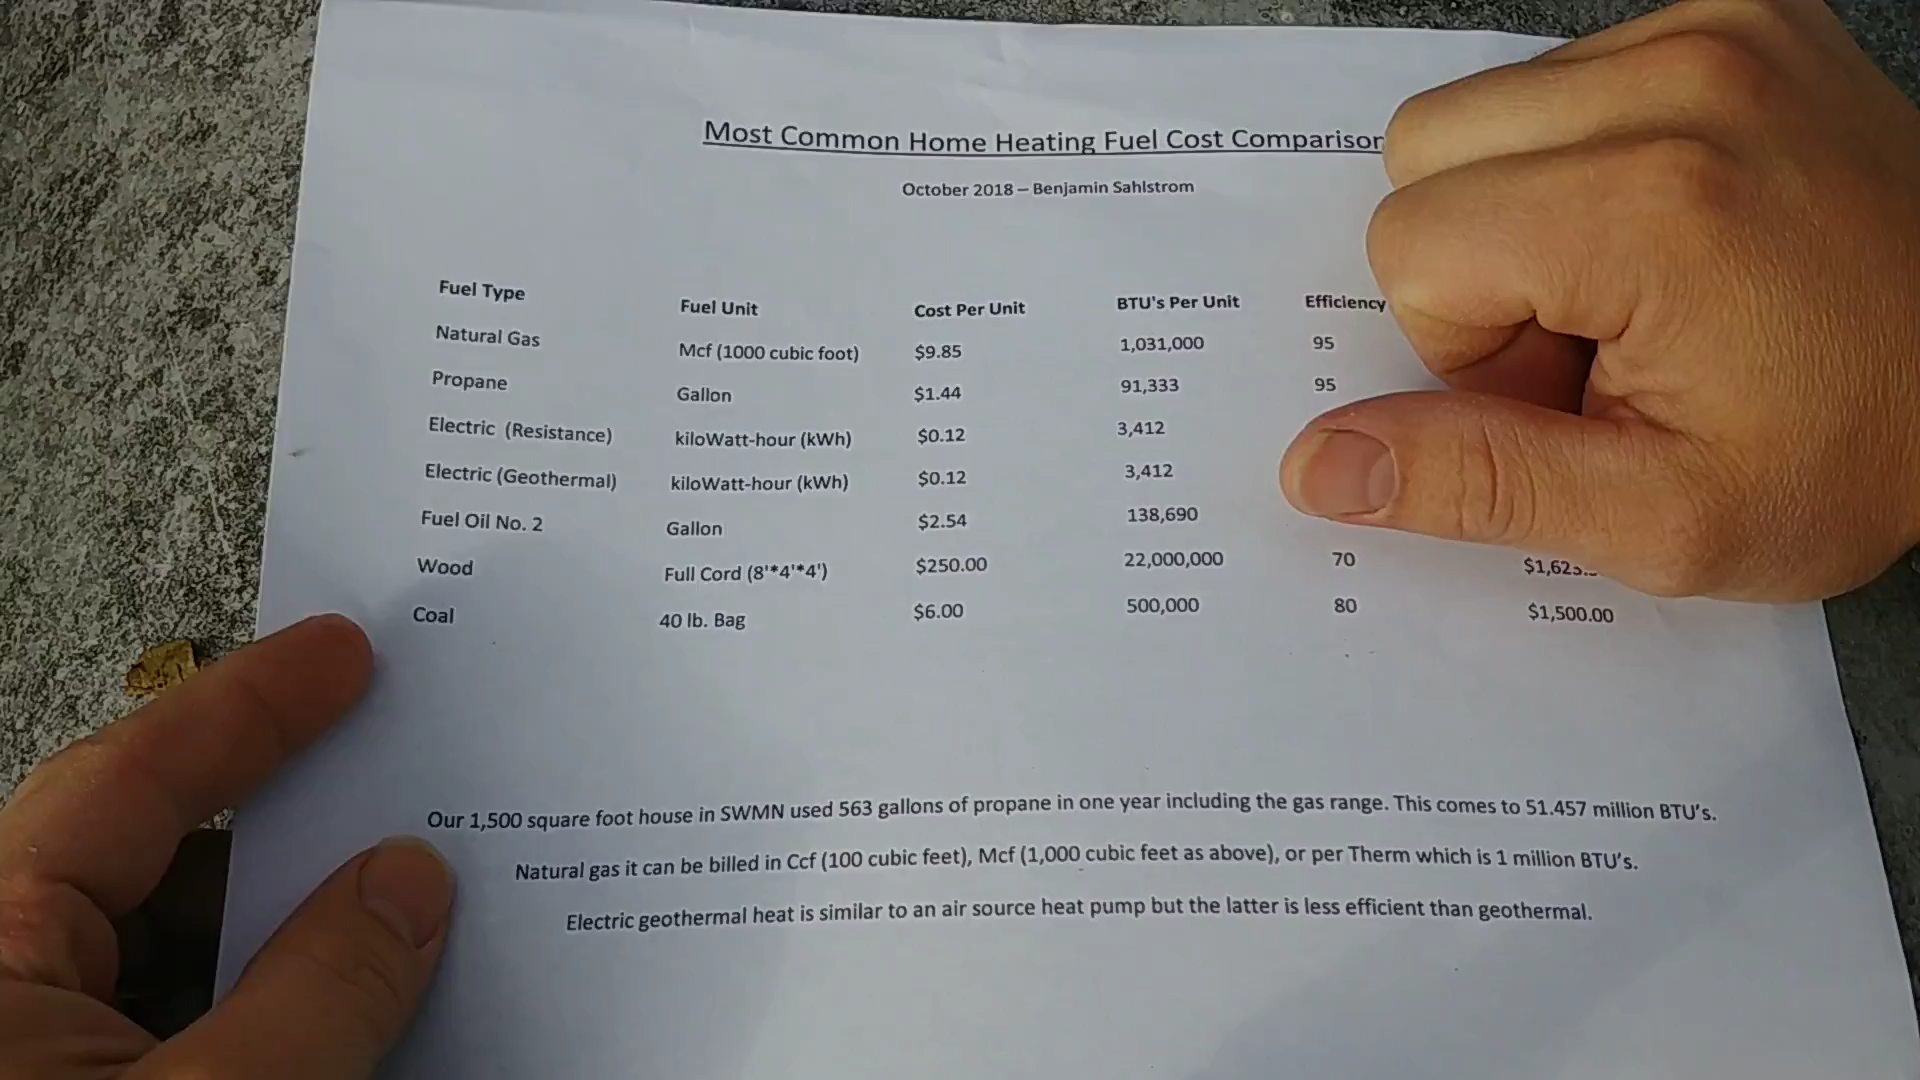 Most Common Home Heating Fuel Cost Comparison
October 2018 – Benjamin Sahlstrom
Fuel Type Fuel Unit Cost Per Unit BTU's Per Unit Efficiency
Natural Gas Mcf (1000 cubic foot) $9.85 1,031,000 95
Propane Gallon $1.44 91,333 95
Electric (Resistance) kiloWatt-hour (kWh) $0.12 3,412
Electric (Geothermal) kiloWatt-hour (kWh) $0.12 3,412
Fuel Oil No. 2 Gallon $2.54 138,690
Wood Full Cord (8'*4'*4') $250.00 22,000,000 70
Coal 40 lb. Bag $6.00 500,000 80 $1,500.00
Our 1,500 square foot house in SWMN used 563 gallons of propane in one year including the gas range. This comes to 51.457 million BTU's.
Natural gas it can be billed in Ccf (100 cubic feet), Mcf (1,000 cubic feet as above), or per Therm which is 1 million BTU's.
Electric geothermal heat is similar to an air source heat pump but the latter is less efficient than geothermal.